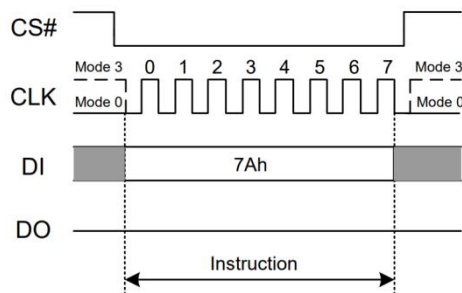 CS#
Mode 3 0 1 2 3 4 5 6 7 Mode 3
CLK
Mode 0 Mode 0
DI 7Ah
DO
Instruction